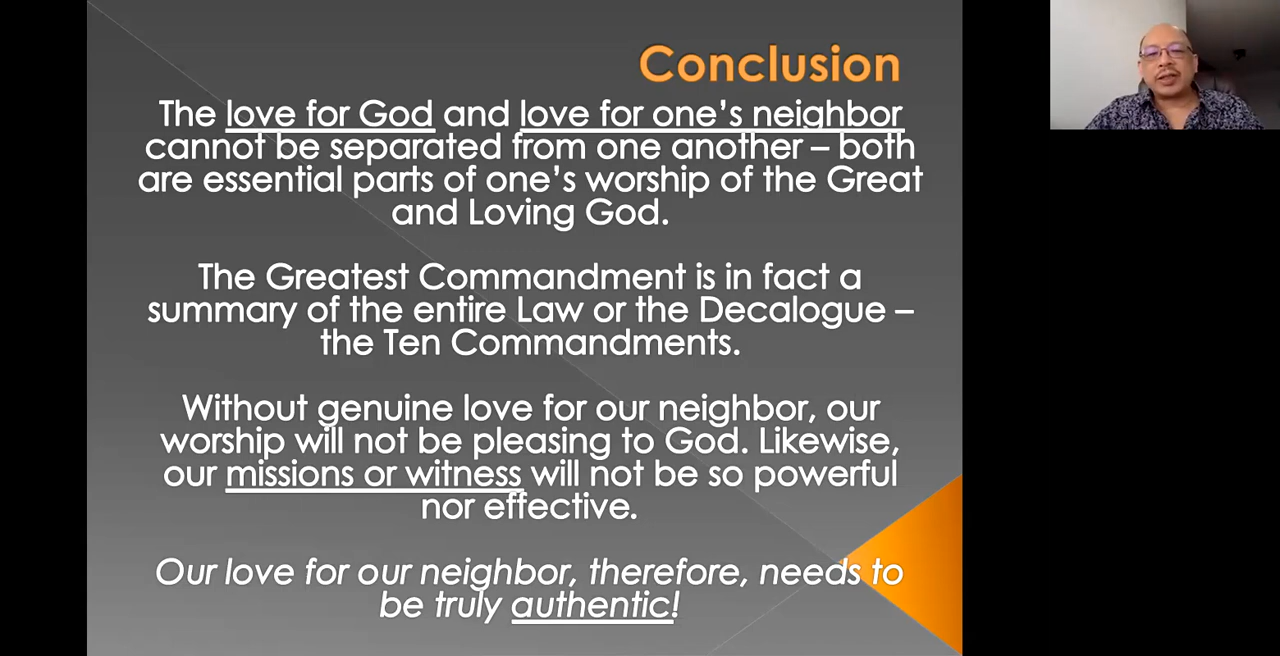 Conclusion
The love for God and love for one's neighbor
cannot be separated from one another – both
are essential parts of one's worship of the Great
and Loving God.
The Greatest Commandment is in fact a
summary of the entire Law or the Decalogue –
the Ten Commandments.
Without genuine love for our neighbor, our
worship will not be pleasing to God. Likewise,
our missions or witness will not be so powerful
nor effective.
Our love for our neighbor, therefore, needs to
be truly authentic!